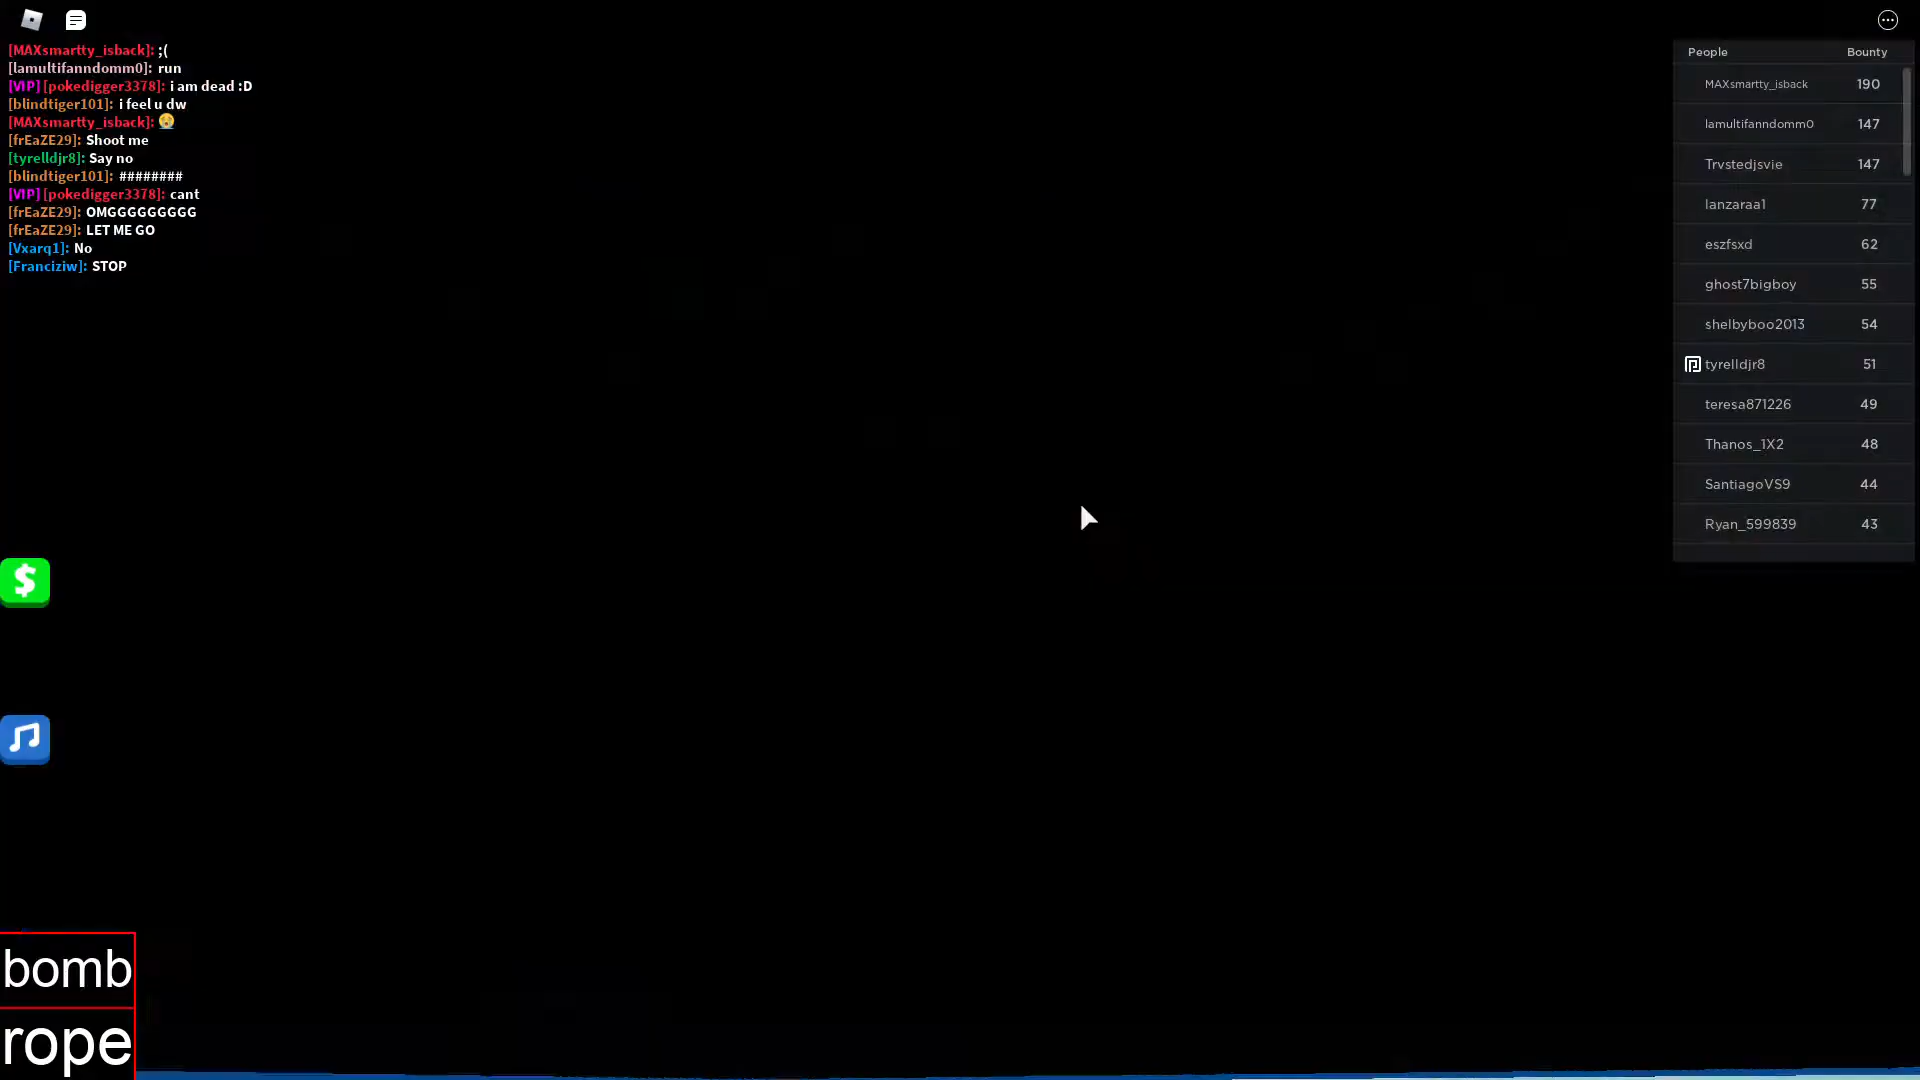 [MAXsmartty_isback]: ;(
[lamultifanndomm0]: run
[VIP] [pokedigger3378]: i am dead :D
[blindtiger101]: i feel u dw
[MAXsmartty_isback]: 😭
[frEaZE29]: Shoot me
[tyrelldjr8]: Say no
[blindtiger101]: ########
[VIP] [pokedigger3378]: cant
[frEaZE29]: OMGGGGGGGGG
[frEaZE29]: LET ME GO
[Vxarq1]: No
[Franciziw]: STOP
People Bounty
MAXsmartty_isback 190
lamultifanndomm0 147
Trvstedjsvie 147
lanzaraa1 77
eszfsxd 62
ghost7bigboy 55
shelbyboo2013 54
tyrelldjr8 51
teresa871226 49
Thanos_1X2 48
SantiagoVS9 44
Ryan_599839 43
$
bomb
rope